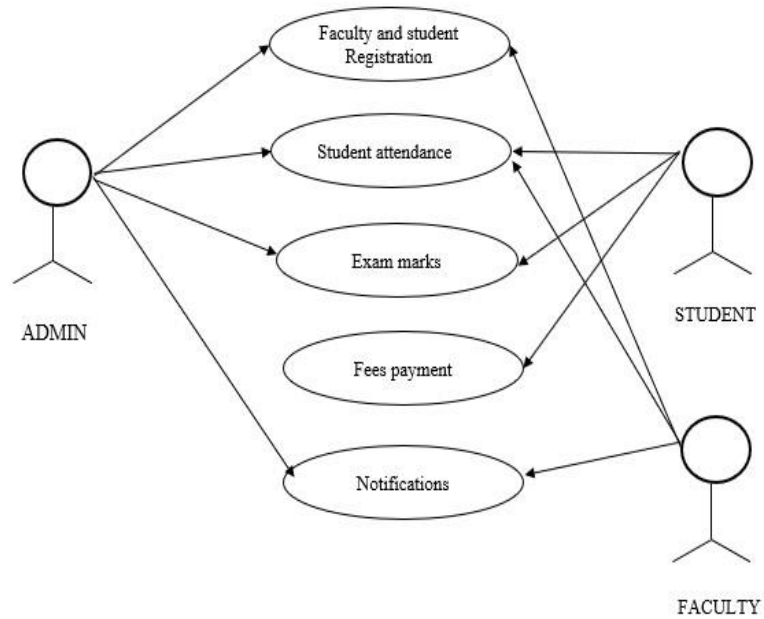 Faculty and student
Registration
Student attendance
Exam marks
Fees payment
Notifications
ADMIN
STUDENT
FACULTY